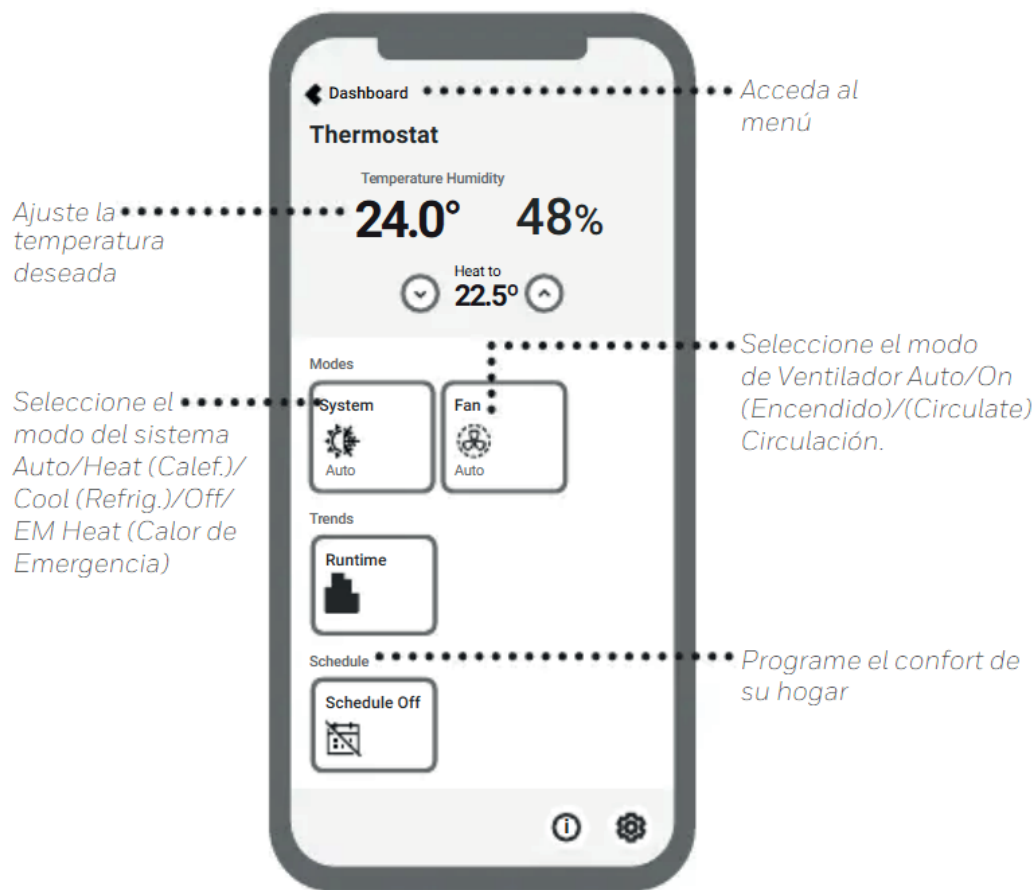 Dashboard
Acceda al
menú
Thermostat
Temperature Humidity
Ajuste la
temperatura
deseada
24.0° 48%
Heat to
22.5°
Seleccione el modo
de Ventilador Auto/On
(Encendido)/(Circulate)
Circulación.
Modes
Seleccione el
modo del sistema
Auto/Heat (Calef.)/
Cool (Refrig.)/Off/
EM Heat (Calor de
Emergencia)
System
Auto
Fan
Auto
Trends
Runtime
Schedule
Programe el confort de
su hogar
Schedule Off